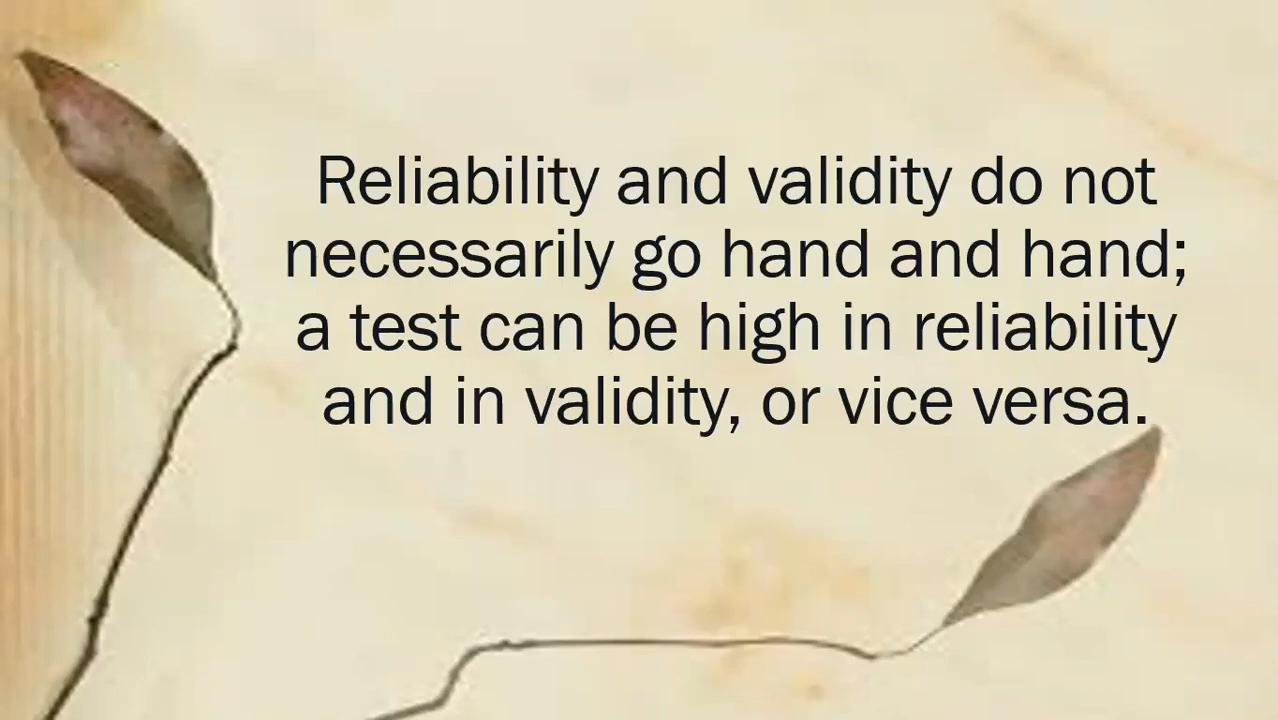 Reliability and validity do not
necessarily go hand and hand;
a test can be high in reliability
and in validity, or vice versa.